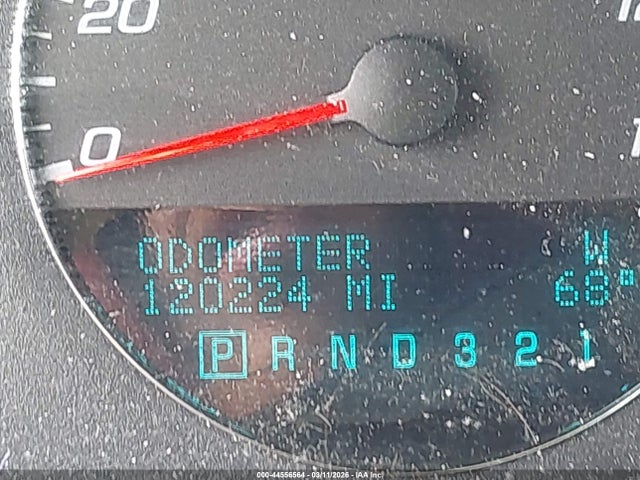 20
0
ODOMETER W
120224 MI 68°
P R N D 3 2 1
000-44556564 - 03/11/2026 - IAA Inc.